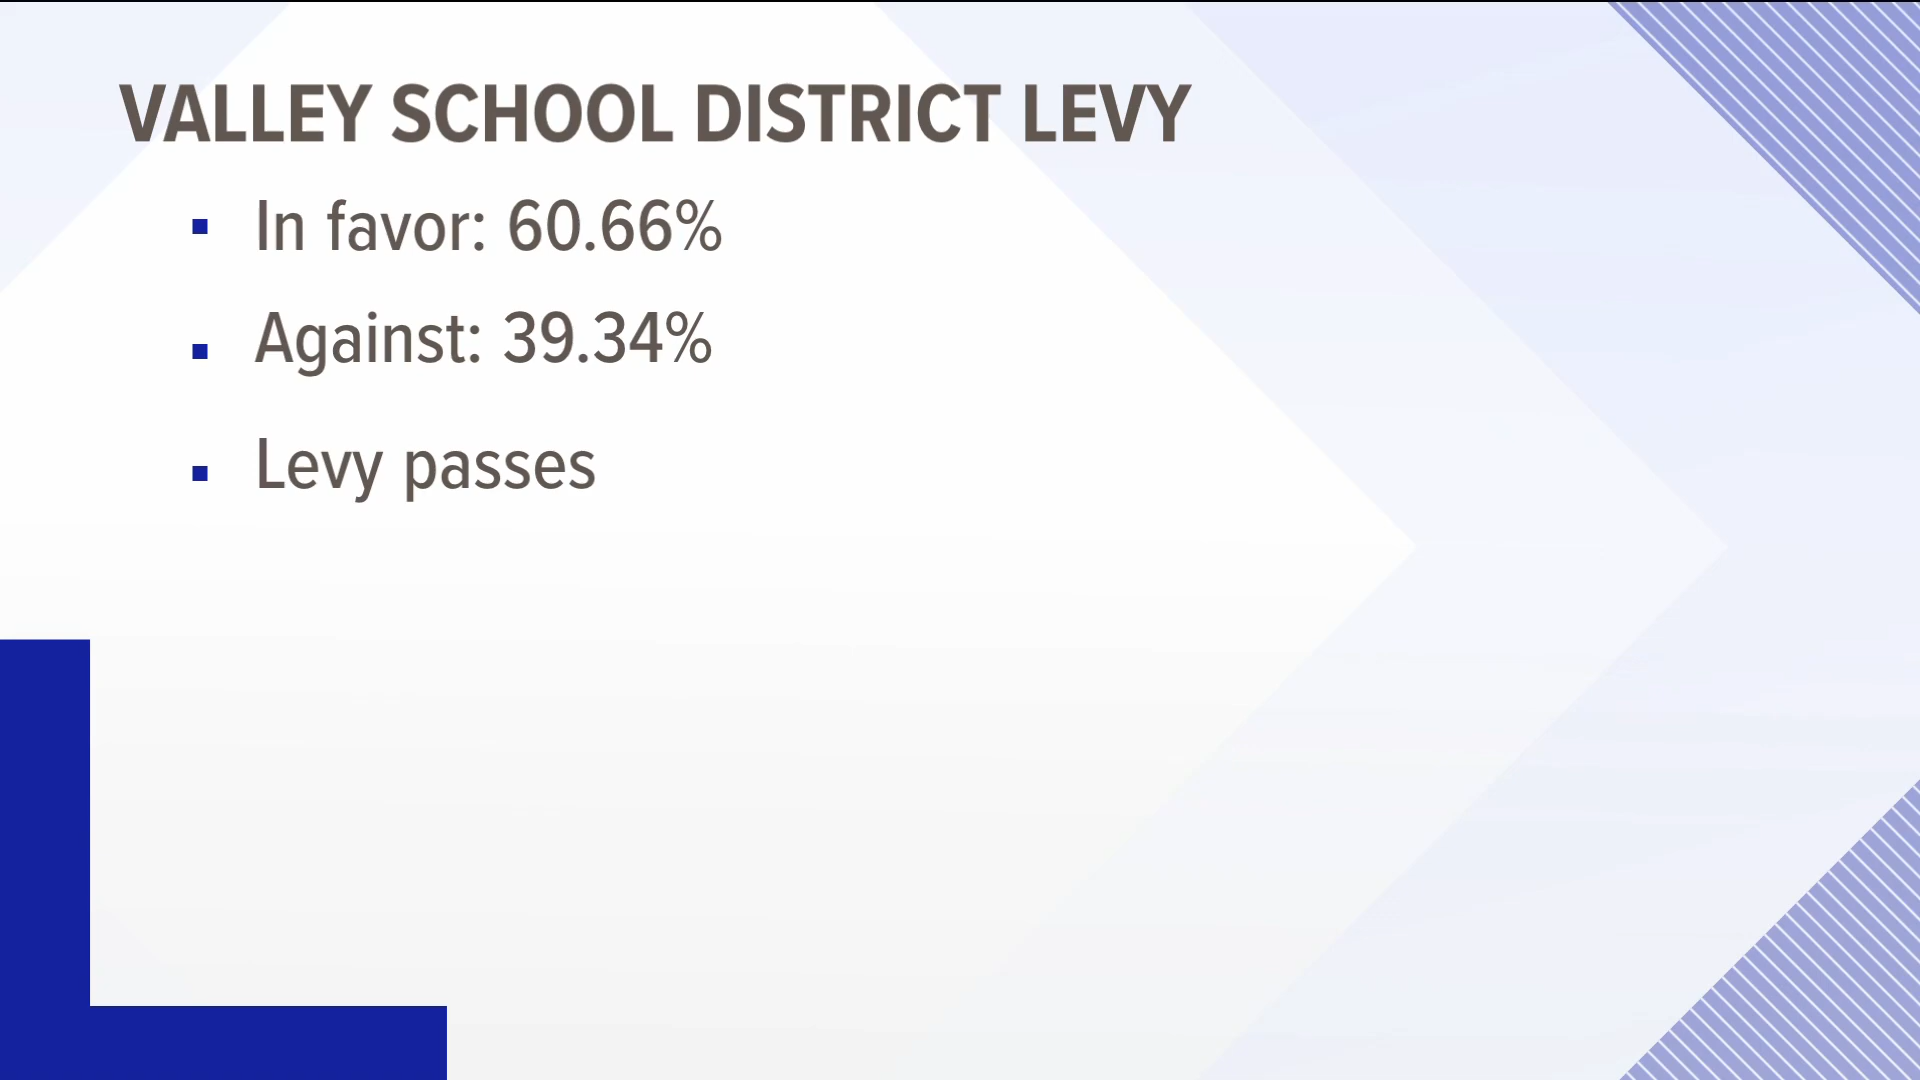 VALLEY SCHOOL DISTRICT LEVY
In favor: 60.66%
Against: 39.34%
Levy passes